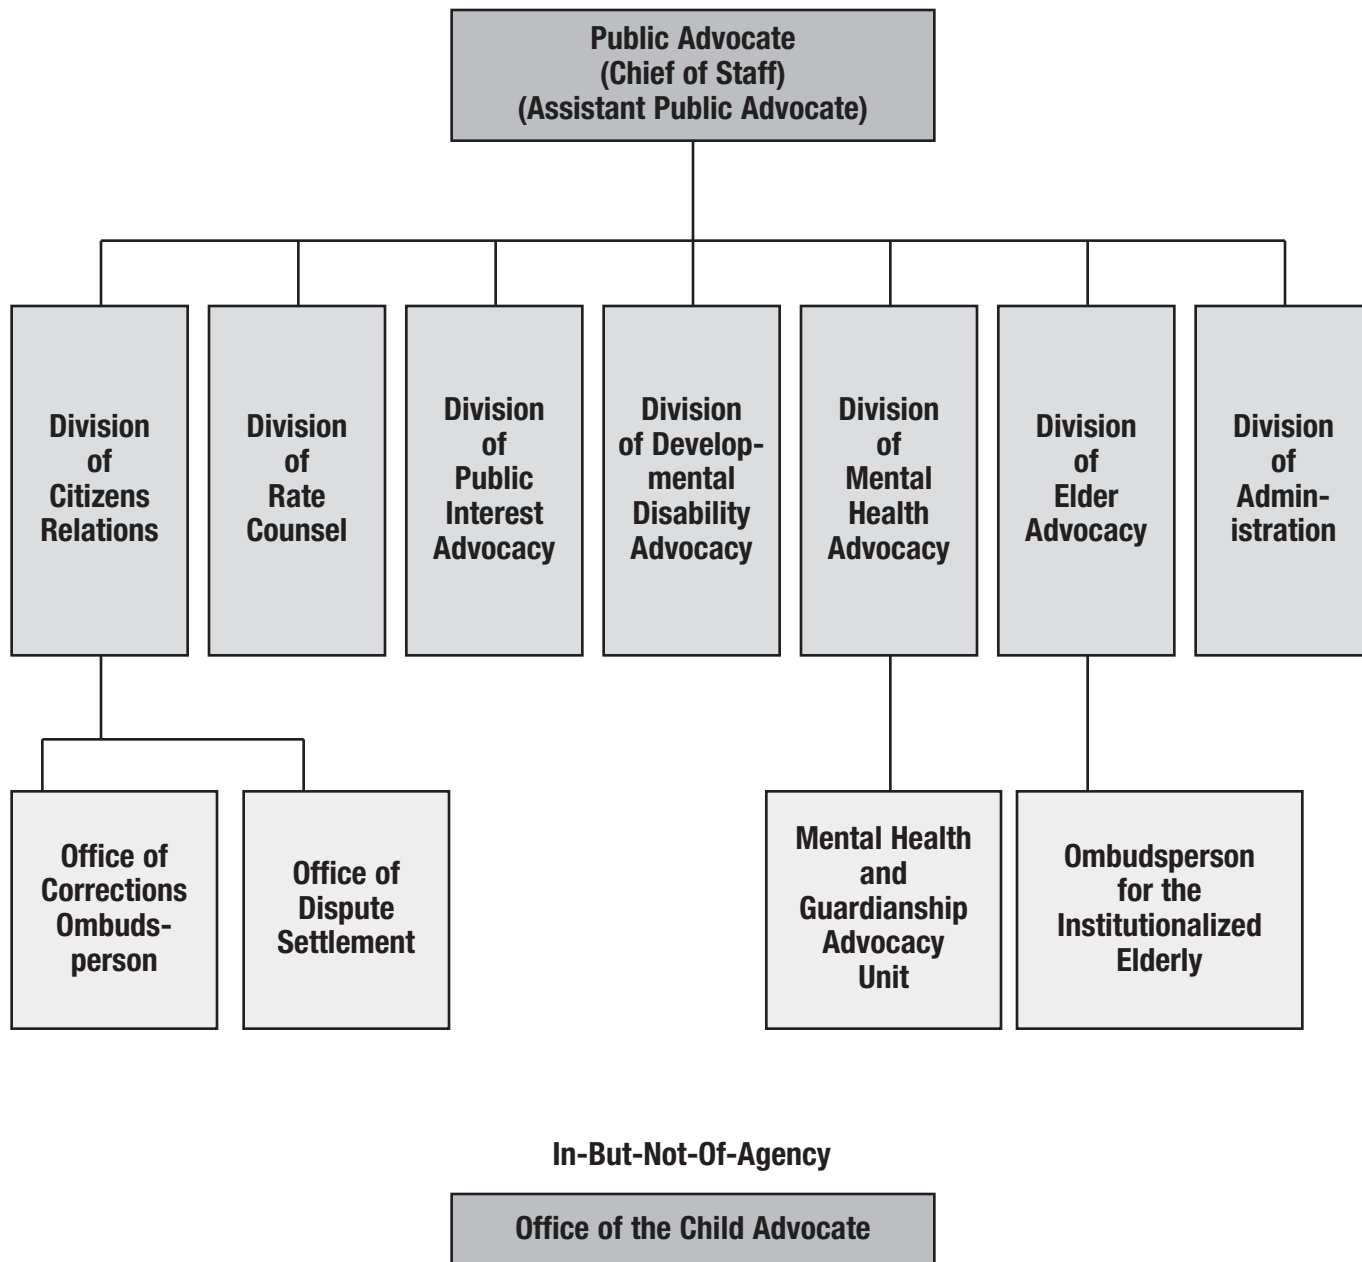 Public Advocate
(Chief of Staff)
(Assistant Public Advocate)
Division
of
Citizens
Relations
Division
of
Rate
Counsel
Division
of
Public
Interest
Advocacy
Division
of Develop-
mental
Disability
Advocacy
Division
of
Mental
Health
Advocacy
Division
of
Elder
Advocacy
Division
of
Admin-
istration
Office of
Corrections
Ombuds-
person
Office of
Dispute
Settlement
Mental Health
and
Guardianship
Advocacy
Unit
Ombudsperson
for the
Institutionalized
Elderly
In-But-Not-Of-Agency
Office of the Child Advocate